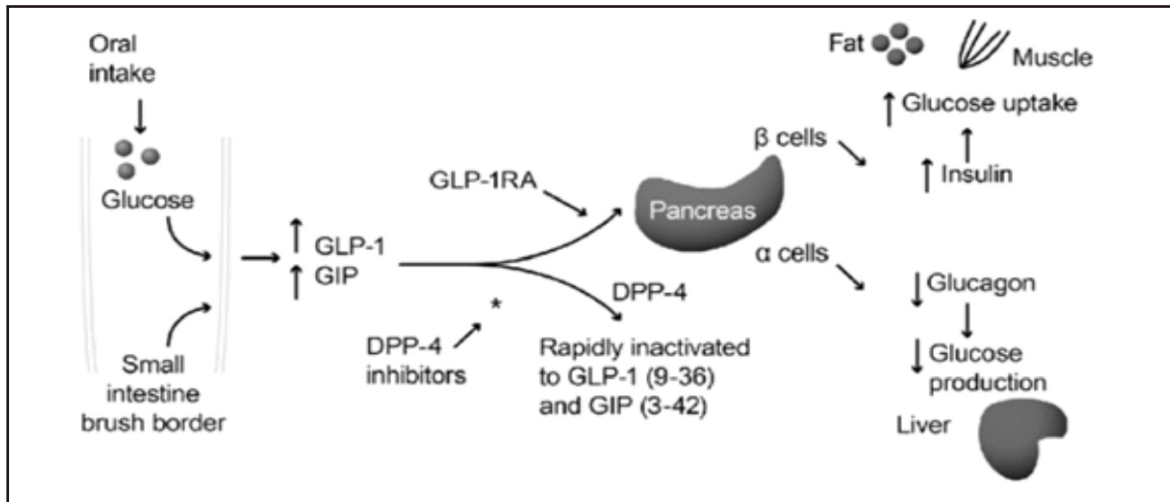 Oral
intake
Glucose
Small
intestine
brush border
GLP-1
GIP
GLP-1RA
DPP-4
inhibitors
*
DPP-4
Rapidly inactivated
to GLP-1 (9-36)
and GIP (3-42)
Pancreas
β cells
α cells
Fat
Muscle
Glucose uptake
Insulin
Glucagon
Glucose
production
Liver